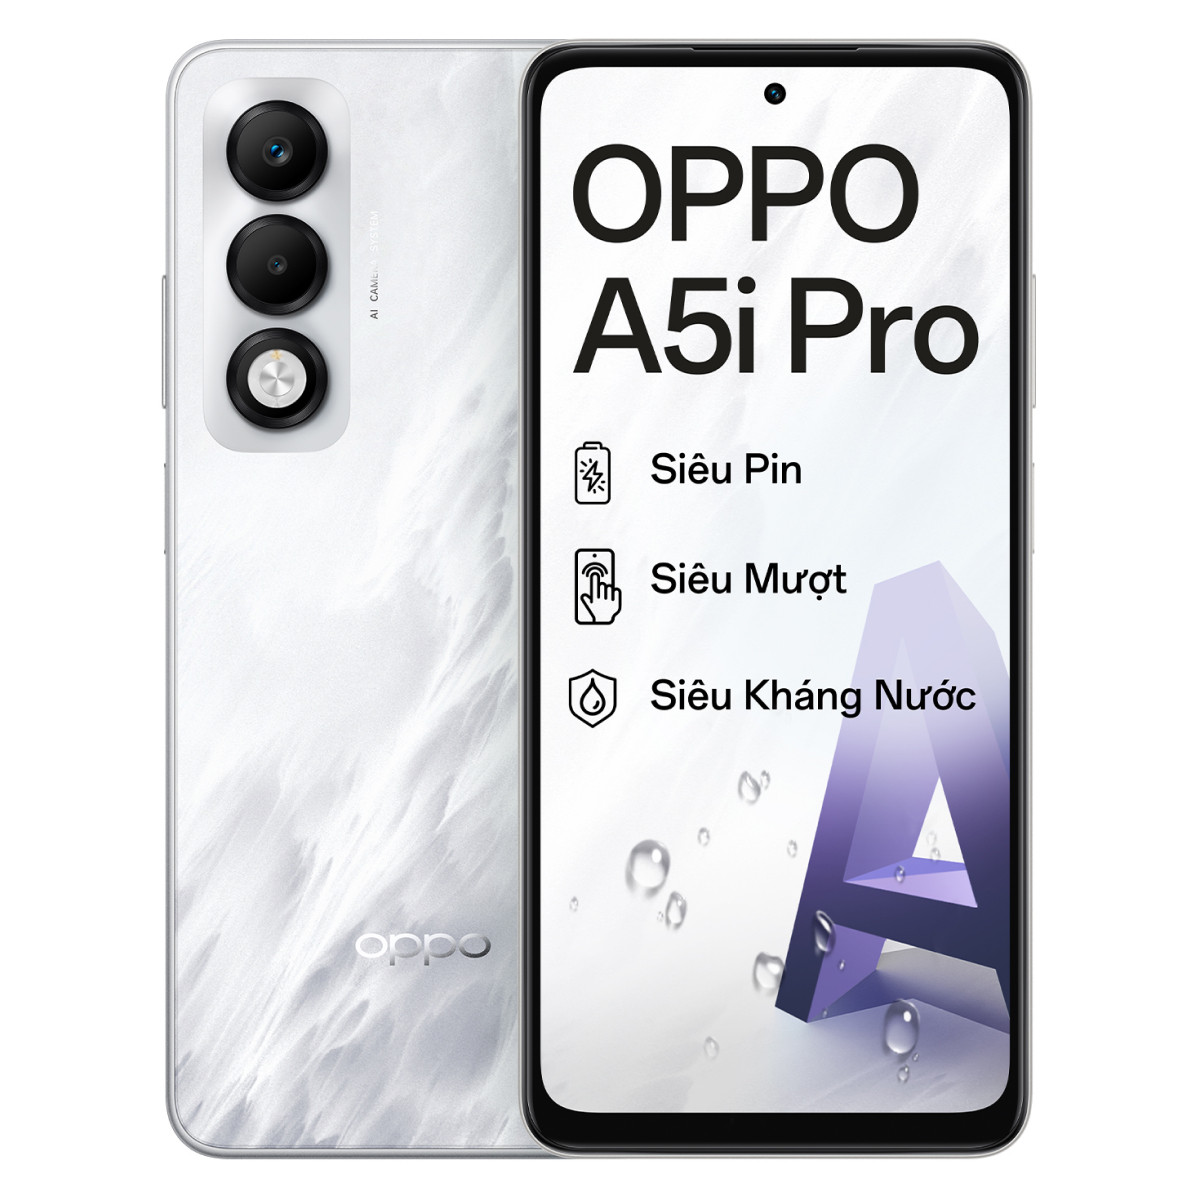 AI CAMERA SYSTEM
oppo
OPPO
A5i Pro
Siêu Pin
Siêu Mượt
Siêu Kháng Nước